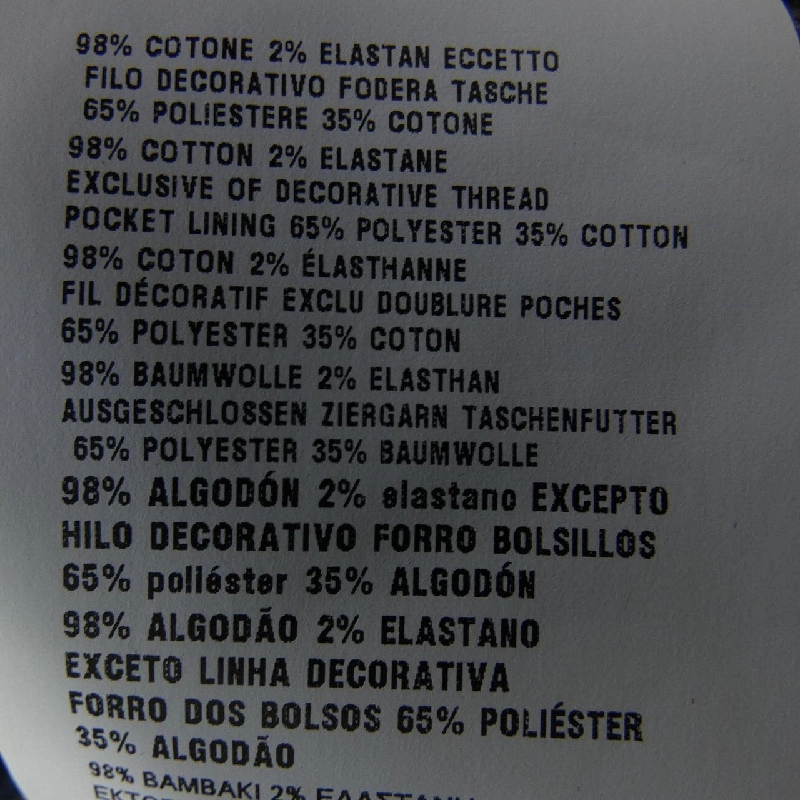 98% COTONE 2% ELASTAN ECCETTO
FILO DECORATIVO FODERA TASCHE
65% POLIESTERE 35% COTONE
98% COTTON 2% ELASTANE
EXCLUSIVE OF DECORATIVE THREAD
POCKET LINING 65% POLYESTER 35% COTTON
98% COTON 2% ÉLASTHANNE
FIL DÉCORATIF EXCLU DOUBLURE POCHES
65% POLYESTER 35% COTON
98% BAUMWOLLE 2% ELASTHAN
AUSGESCHLOSSEN ZIERGARN TASCHENFUTTER
65% POLYESTER 35% BAUMWOLLE
98% ALGODÓN 2% elastano EXCEPTO
HILO DECORATIVO FORRO BOLSILLOS
65% poliéster 35% ALGODÓN
98% ALGODÃO 2% ELASTANO
EXCETO LINHA DECORATIVA
FORRO DOS BOLSOS 65% POLIÉSTER
35% ALGODÃO
98% BAMBAKI 2%